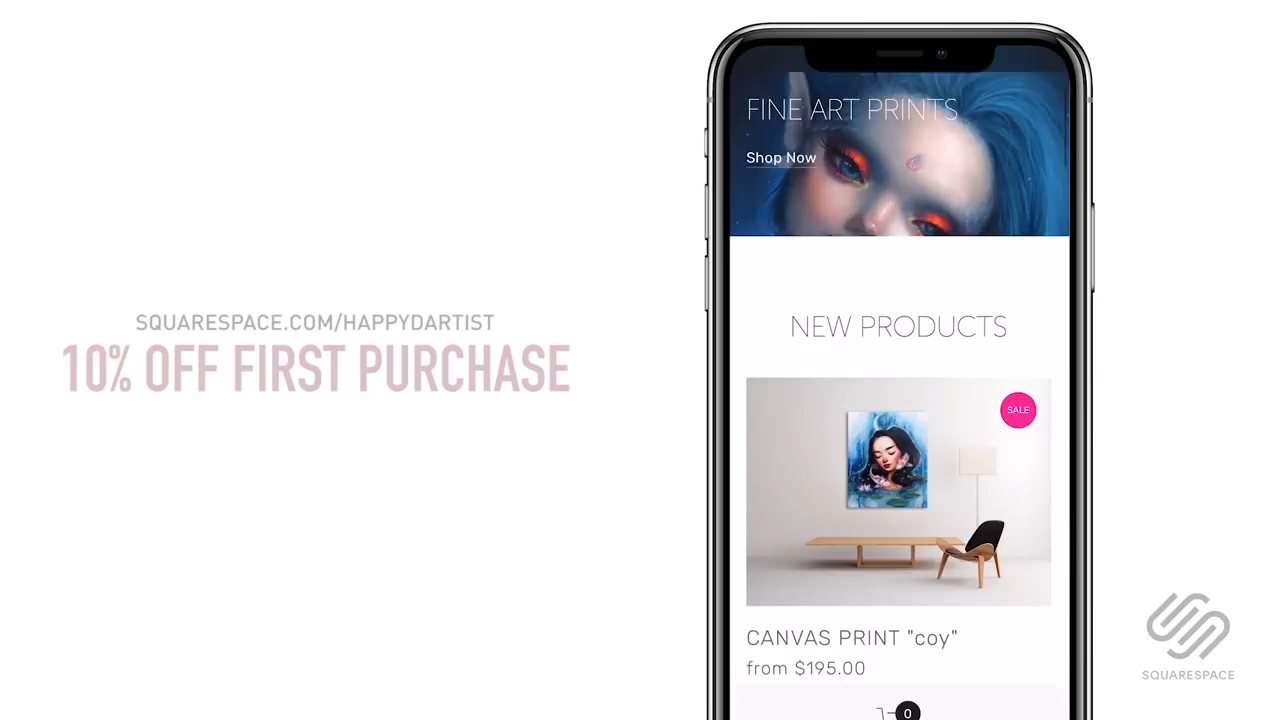 SQUARESPACE.COM/HAPPYDARTIST
10% OFF FIRST PURCHASE
FINE ART PRINTS
Shop Now
NEW PRODUCTS
SALE
CANVAS PRINT "coy"
from $195.00
0
SQUARESPACE